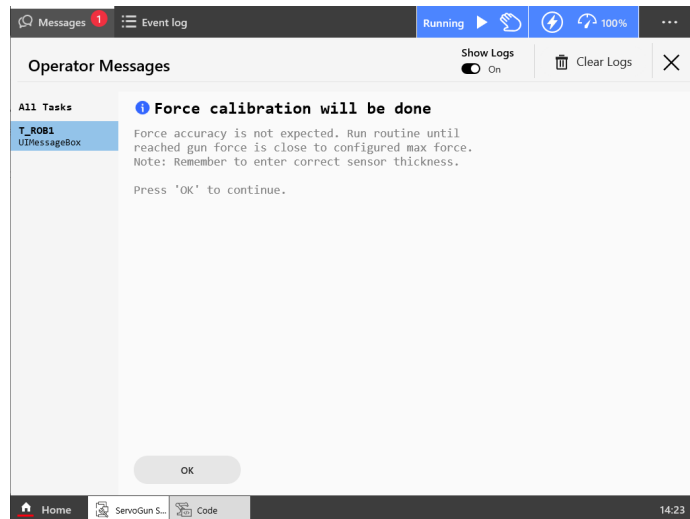 Messages 1 Event log Running 100% ...
Operator Messages Show Logs On Clear Logs
All Tasks
T_ROB1
UIMessageBox
Force calibration will be done
Force accuracy is not expected. Run routine until
reached gun force is close to configured max force.
Note: Remember to enter correct sensor thickness.
Press 'OK' to continue.
OK
Home ServoGun S... Code 14:23